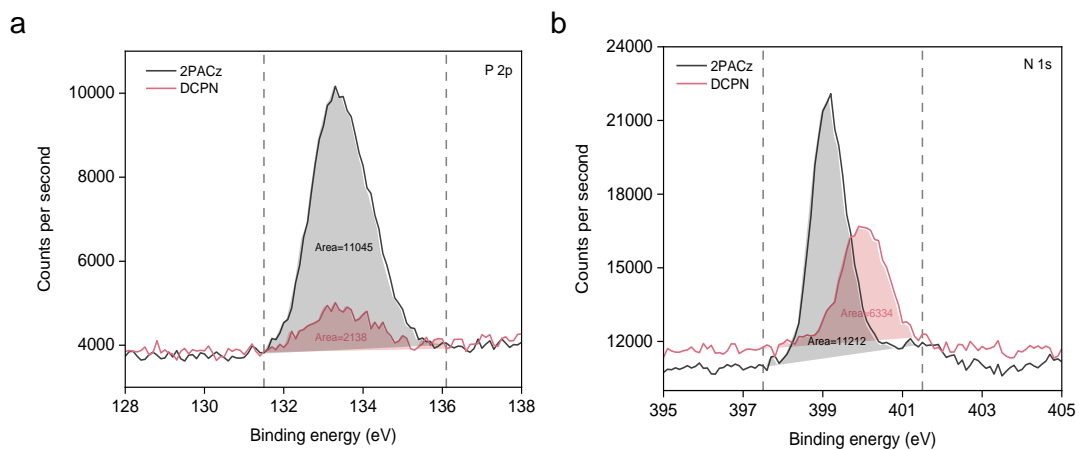 a
2PACz
DCPN
P 2p
10000
8000
6000
4000
Counts per second
Area=11045
Area=2138
128
130
132
134
136
138
Binding energy (eV)
b
24000
21000
18000
15000
12000
Counts per second
2PACz
DCPN
N 1s
Area=6334
Area=11212
395
397
399
401
403
405
Binding energy (eV)